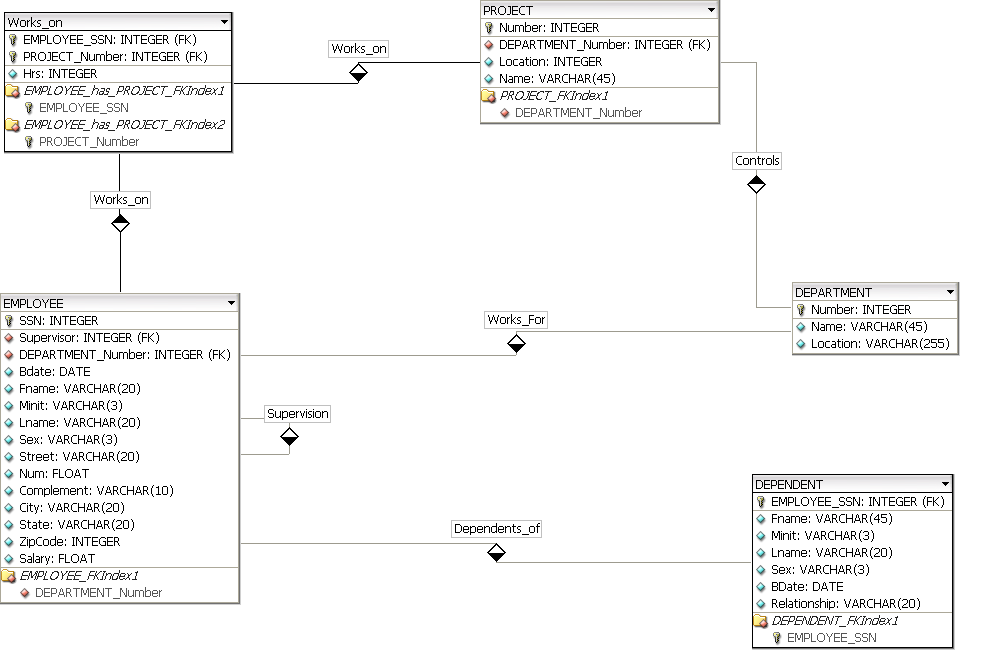 Works_on
EMPLOYEE_SSN: INTEGER (FK)
PROJECT_Number: INTEGER (FK)
Hrs: INTEGER
EMPLOYEE_has_PROJECT_FKIndex1
EMPLOYEE_SSN
EMPLOYEE_has_PROJECT_FKIndex2
PROJECT_Number
Works_on
PROJECT
Number: INTEGER
DEPARTMENT_Number: INTEGER (FK)
Location: INTEGER
Name: VARCHAR(45)
PROJECT_FKIndex1
DEPARTMENT_Number
Controls
Works_on
DEPARTMENT
Number: INTEGER
Name: VARCHAR(45)
Location: VARCHAR(255)
EMPLOYEE
SSN: INTEGER
Supervisor: INTEGER (FK)
DEPARTMENT_Number: INTEGER (FK)
Bdate: DATE
Fname: VARCHAR(20)
Minit: VARCHAR(3)
Lname: VARCHAR(20)
Sex: VARCHAR(3)
Street: VARCHAR(20)
Num: FLOAT
Complement: VARCHAR(10)
City: VARCHAR(20)
State: VARCHAR(20)
ZipCode: INTEGER
Salary: FLOAT
EMPLOYEE_FKIndex1
DEPARTMENT_Number
Works_For
Supervision
Dependents_of
DEPENDENT
EMPLOYEE_SSN: INTEGER (FK)
Fname: VARCHAR(45)
Minit: VARCHAR(3)
Lname: VARCHAR(20)
Sex: VARCHAR(3)
BDate: DATE
Relationship: VARCHAR(20)
DEPENDENT_FKIndex1
EMPLOYEE_SSN